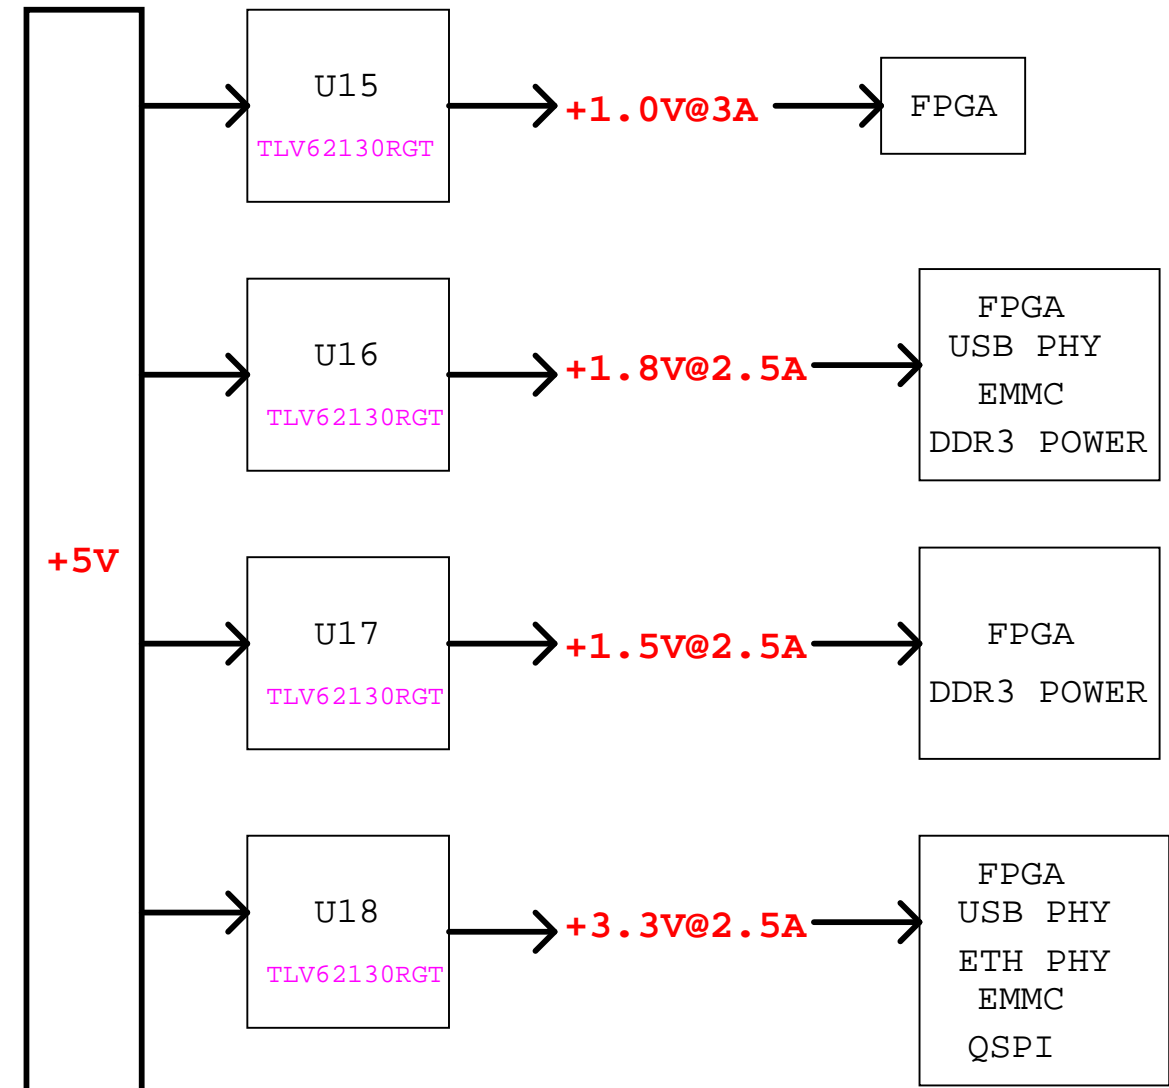 U15
TLV62130RGT
+1.0V@3A
FPGA
U16
TLV62130RGT
+1.8V@2.5A
FPGA
USB PHY
EMMC
DDR3 POWER
+5V
U17
TLV62130RGT
+1.5V@2.5A
FPGA
DDR3 POWER
U18
TLV62130RGT
+3.3V@2.5A
FPGA
USB PHY
ETH PHY
EMMC
QSPI